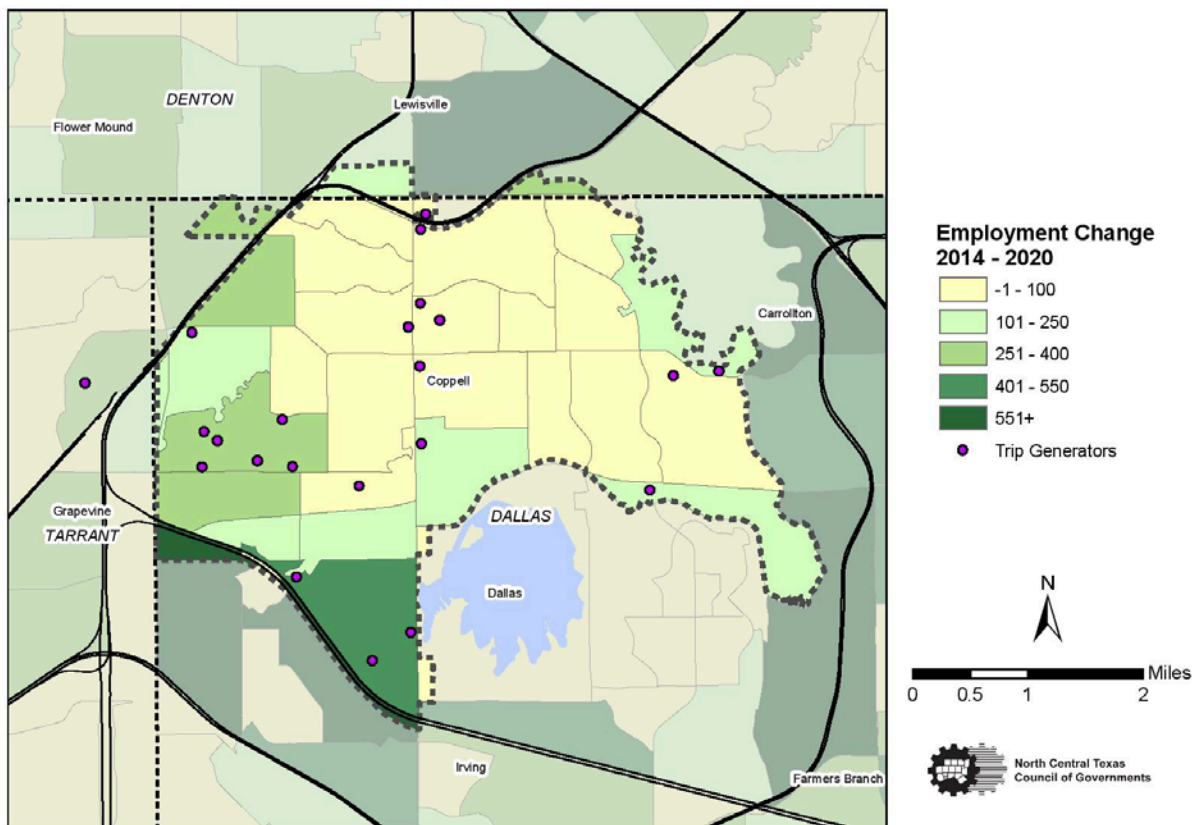 DENTON
Lewisville
Flower Mound
Carrollton
Coppell
Grapevine
TARRANT
DALLAS
Dallas
Irving
Farmers Branch
Employment Change
2014 - 2020
-1 - 100
101 - 250
251 - 400
401 - 550
551+
Trip Generators
N
Miles
0 0.5 1 2
North Central Texas
Council of Governments